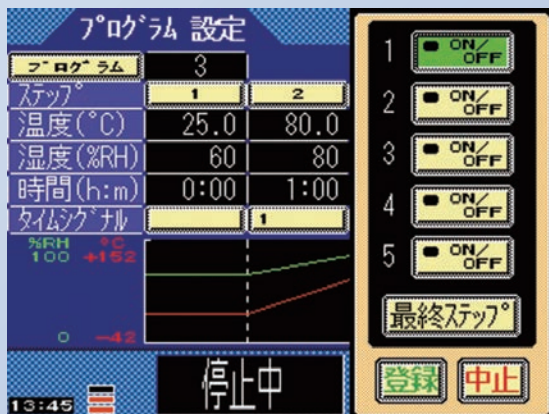 プログラム 設定
プログラム 3
ステップ 1 2
温度(°C) 25.0 80.0
湿度(%RH) 60 80
時間(h:m) 0:00 1:00
タイムシグナル 1
%RH °C
100 +152
0 -42
13:45 停止中
1 ON/OFF
2 ON/OFF
3 ON/OFF
4 ON/OFF
5 ON/OFF
最終ステップ
登録 中止